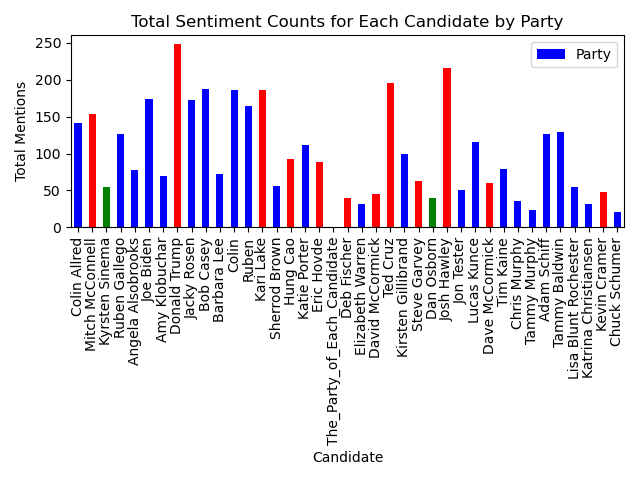 Total Sentiment Counts for Each Candidate by Party
Party
Total Mentions
250
200
150
100
50
0
Colin Allred
Mitch McConnell
Kyrsten Sinema
Ruben Gallego
Angela Alsobrooks
Joe Biden
Amy Klobuchar
Donald Trump
Jacky Rosen
Bob Casey
Barbara Lee
Colin
Ruben
Kari Lake
Sherrod Brown
Hung Cao
Katie Porter
Eric Hovde
The_Party_of_Each_Candidate
Deb Fischer
Elizabeth Warren
David McCormick
Ted Cruz
Kirsten Gillibrand
Steve Garvey
Dan Osborn
Josh Hawley
Jon Tester
Lucas Kunce
Dave McCormick
Tim Kaine
Chris Murphy
Tammy Murphy
Adam Schiff
Tammy Baldwin
Lisa Blunt Rochester
Katrina Christiansen
Kevin Cramer
Chuck Schumer
Candidate